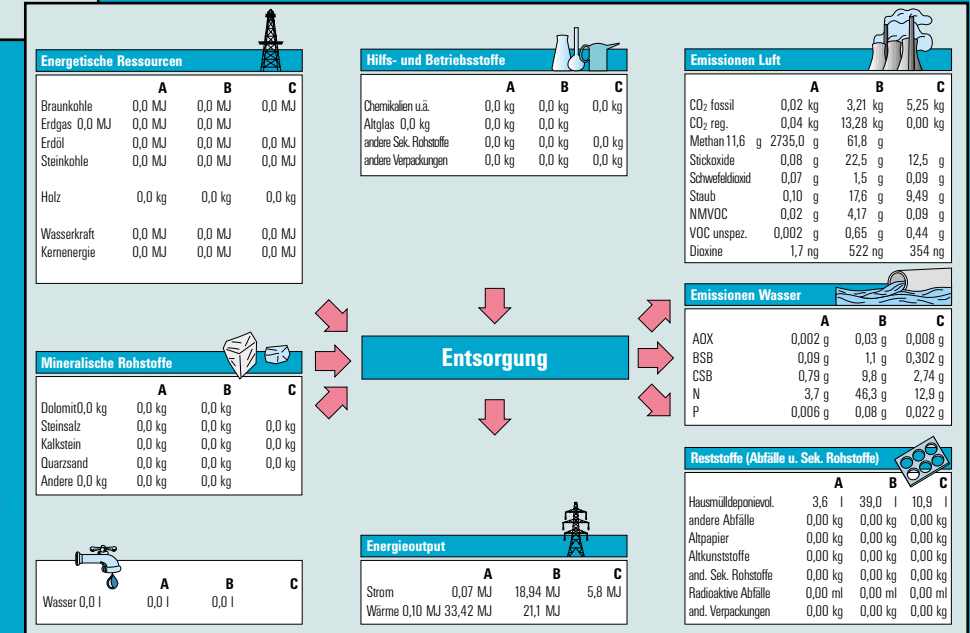 Energetische Ressourcen
A B C
Braunkohle 0,0 MJ 0,0 MJ 0,0 MJ
Erdgas 0,0 MJ 0,0 MJ 0,0 MJ
Erdöl 0,0 MJ 0,0 MJ 0,0 MJ
Steinkohle 0,0 MJ 0,0 MJ 0,0 MJ
Holz 0,0 kg 0,0 kg 0,0 kg
Wasserkraft 0,0 MJ 0,0 MJ 0,0 MJ
Kernenergie 0,0 MJ 0,0 MJ 0,0 MJ
Hilfs- und Betriebsstoffe
A B C
Chemikalien u.ä. 0,0 kg 0,0 kg 0,0 kg
Altglas 0,0 kg 0,0 kg 0,0 kg
andere Sek. Rohstoffe 0,0 kg 0,0 kg 0,0 kg
andere Verpackungen 0,0 kg 0,0 kg 0,0 kg
Emissionen Luft
A B C
CO2 fossil 0,02 kg 3,21 kg 5,25 kg
CO2 reg. 0,04 kg 13,28 kg 0,00 kg
Methan 11,6 g 2735,0 g 61,8 g
Stickoxide 0,08 g 22,5 g 12,5 g
Schwefeldioxid 0,07 g 1,5 g 0,09 g
Staub 0,10 g 17,6 g 9,49 g
NMVOC 0,02 g 4,17 g 0,09 g
VOC unspez. 0,002 g 0,65 g 0,44 g
Dioxine 1,7 ng 522 ng 354 ng
Mineralische Rohstoffe
A B C
Dolomit0,0 kg 0,0 kg 0,0 kg
Steinsalz 0,0 kg 0,0 kg 0,0 kg
Kalkstein 0,0 kg 0,0 kg 0,0 kg
Quarzsand 0,0 kg 0,0 kg 0,0 kg
Andere 0,0 kg 0,0 kg 0,0 kg
Entsorgung
Emissionen Wasser
A B C
AOX 0,002 g 0,03 g 0,008 g
BSB 0,09 g 1,1 g 0,302 g
CSB 0,79 g 9,8 g 2,74 g
N 3,7 g 46,3 g 12,9 g
P 0,006 g 0,08 g 0,022 g
A B C
Wasser 0,0 l 0,0 l 0,0 l
Energieoutput
A B C
Strom 0,07 MJ 18,94 MJ 5,8 MJ
Wärme 0,10 MJ 33,42 MJ 21,1 MJ
Reststoffe (Abfälle u. Sek. Rohstoffe)
A B C
Hausmülldeponievol. 3,6 l 39,0 l 10,9 l
andere Abfälle 0,00 kg 0,00 kg 0,00 kg
Altpapier 0,00 kg 0,00 kg 0,00 kg
Altkunststoffe 0,00 kg 0,00 kg 0,00 kg
and. Sek. Rohstoffe 0,00 kg 0,00 kg 0,00 kg
Radioaktive Abfälle 0,00 ml 0,00 ml 0,00 ml
and. Verpackungen 0,00 kg 0,00 kg 0,00 kg